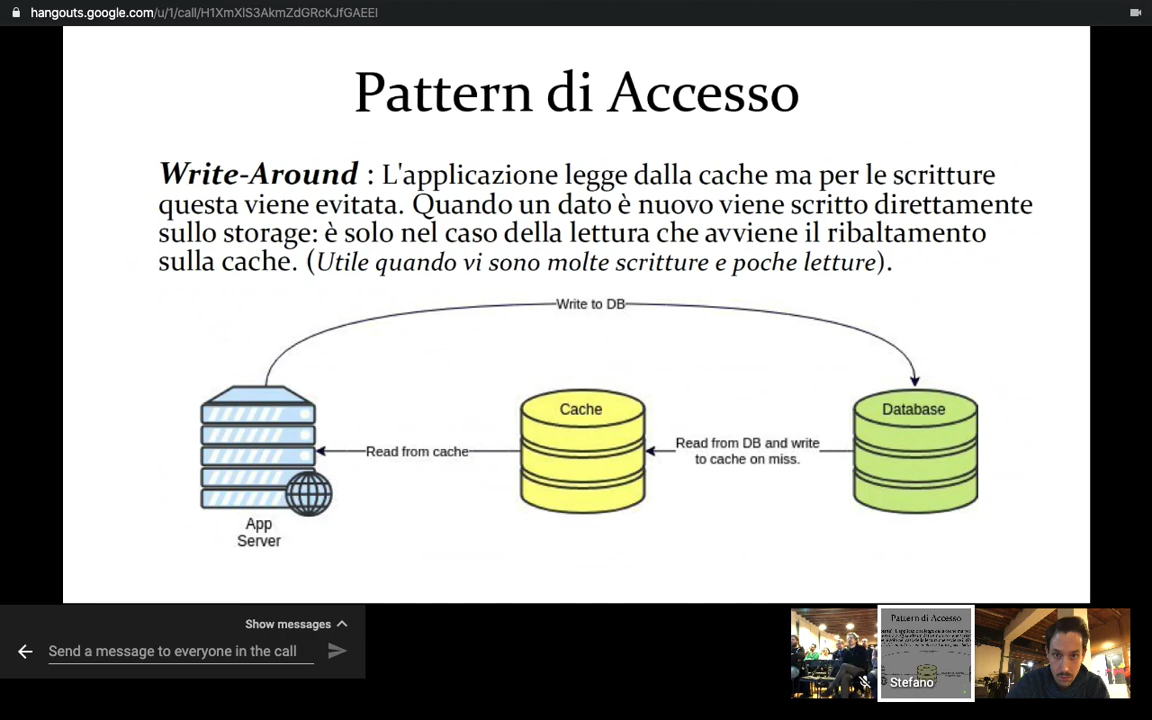 hangouts.google.com/u/1/call/H1XmXlS3AkmZdGRcKJfGAEEI
Pattern di Accesso
Write-Around : L'applicazione legge dalla cache ma per le scritture
questa viene evitata. Quando un dato è nuovo viene scritto direttamente
sullo storage: è solo nel caso della lettura che avviene il ribaltamento
sulla cache. (Utile quando vi sono molte scritture e poche letture).
Write to DB
Cache
Database
Read from cache
Read from DB and write
to cache on miss.
App
Server
Show messages
Send a message to everyone in the call
Pattern di Accesso
Stefano